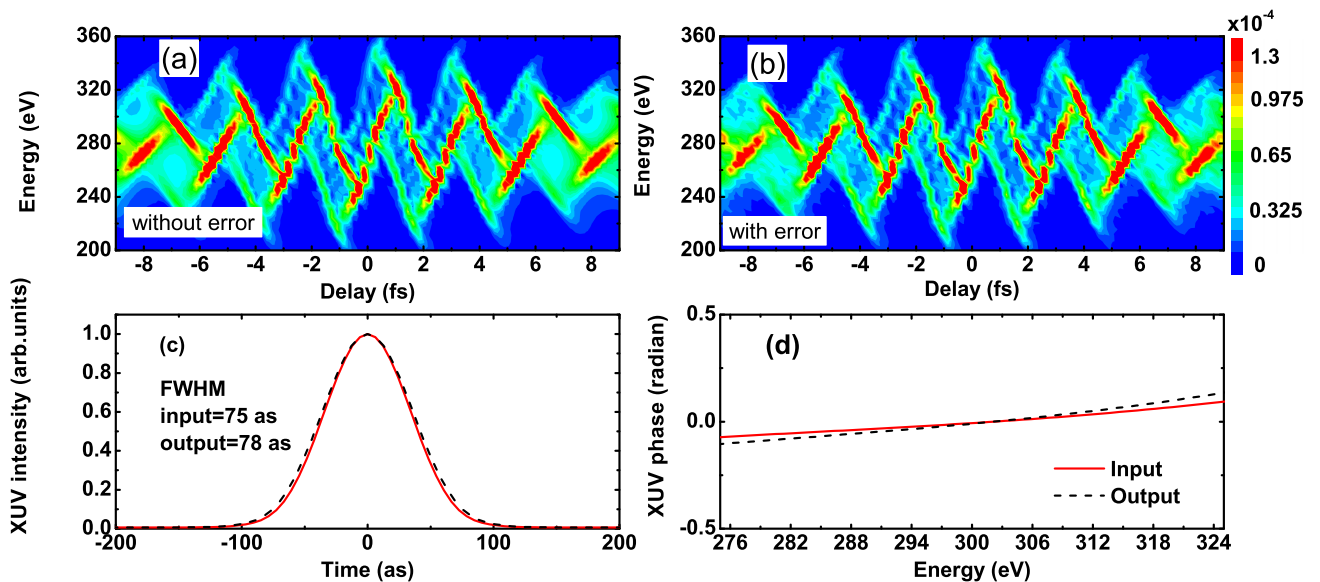 x10^-4
360
320
280
240
200
Energy (eV)
(a)
without error
-8 -6 -4 -2 0 2 4 6 8
Delay (fs)
360
320
280
240
200
Energy (eV)
(b)
with error
-8 -6 -4 -2 0 2 4 6 8
Delay (fs)
1.3
0.975
0.65
0.325
0
XUV intensity (arb.units)
1.0
0.8
0.6
0.4
0.2
0.0
(c)
FWHM
input=75 as
output=78 as
-200 -100 0 100 200
Time (as)
XUV phase (radian)
0.5
0.0
-0.5
(d)
Input
Output
276 282 288 294 300 306 312 318 324
Energy (eV)